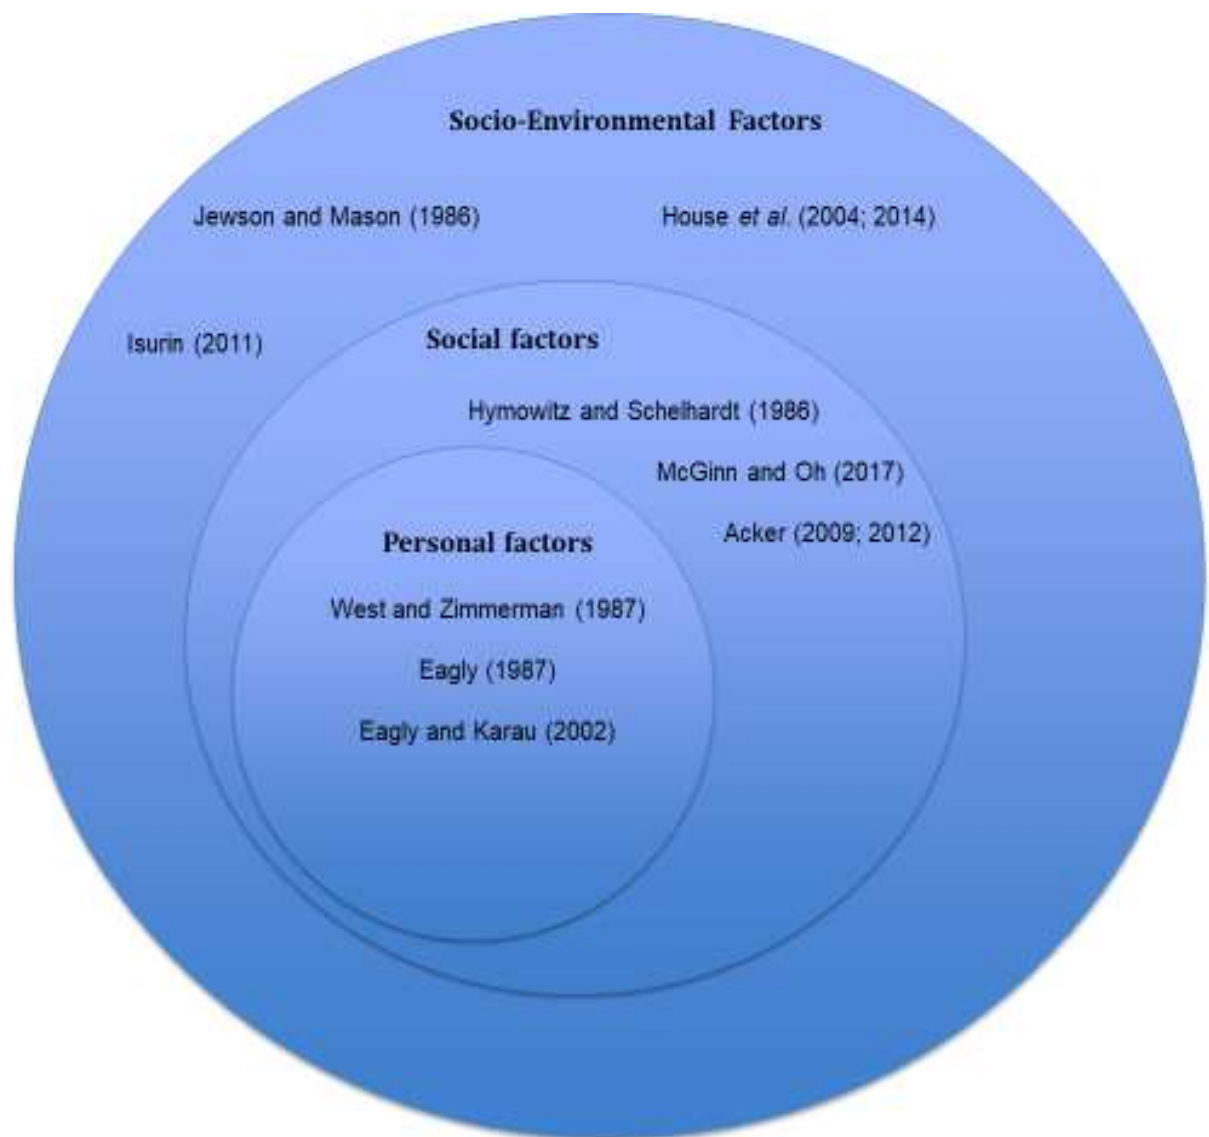 Socio-Environmental Factors
Jewson and Mason (1986)
House et al. (2004; 2014)
Isurin (2011)
Social factors
Hymowitz and Schelhardt (1986)
McGinn and Oh (2017)
Acker (2009; 2012)
Personal factors
West and Zimmerman (1987)
Eagly (1987)
Eagly and Karau (2002)